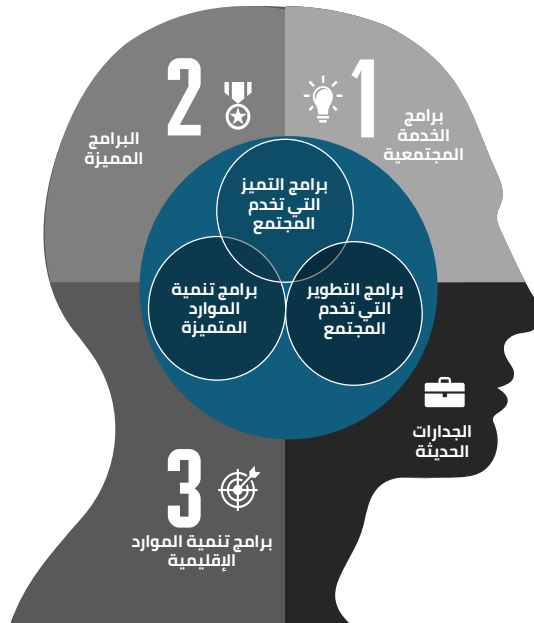 1
برامج
الخدمة
المجتمعية
2
البرامج
المميزة
برامج التميز
التي تخدم
المجتمع
برامج التطوير
التي تخدم
المجتمع
برامج تنمية
الموارد
المتميزة
الجدارات
الحديثة
3
برامج تنمية الموارد
الإقليمية